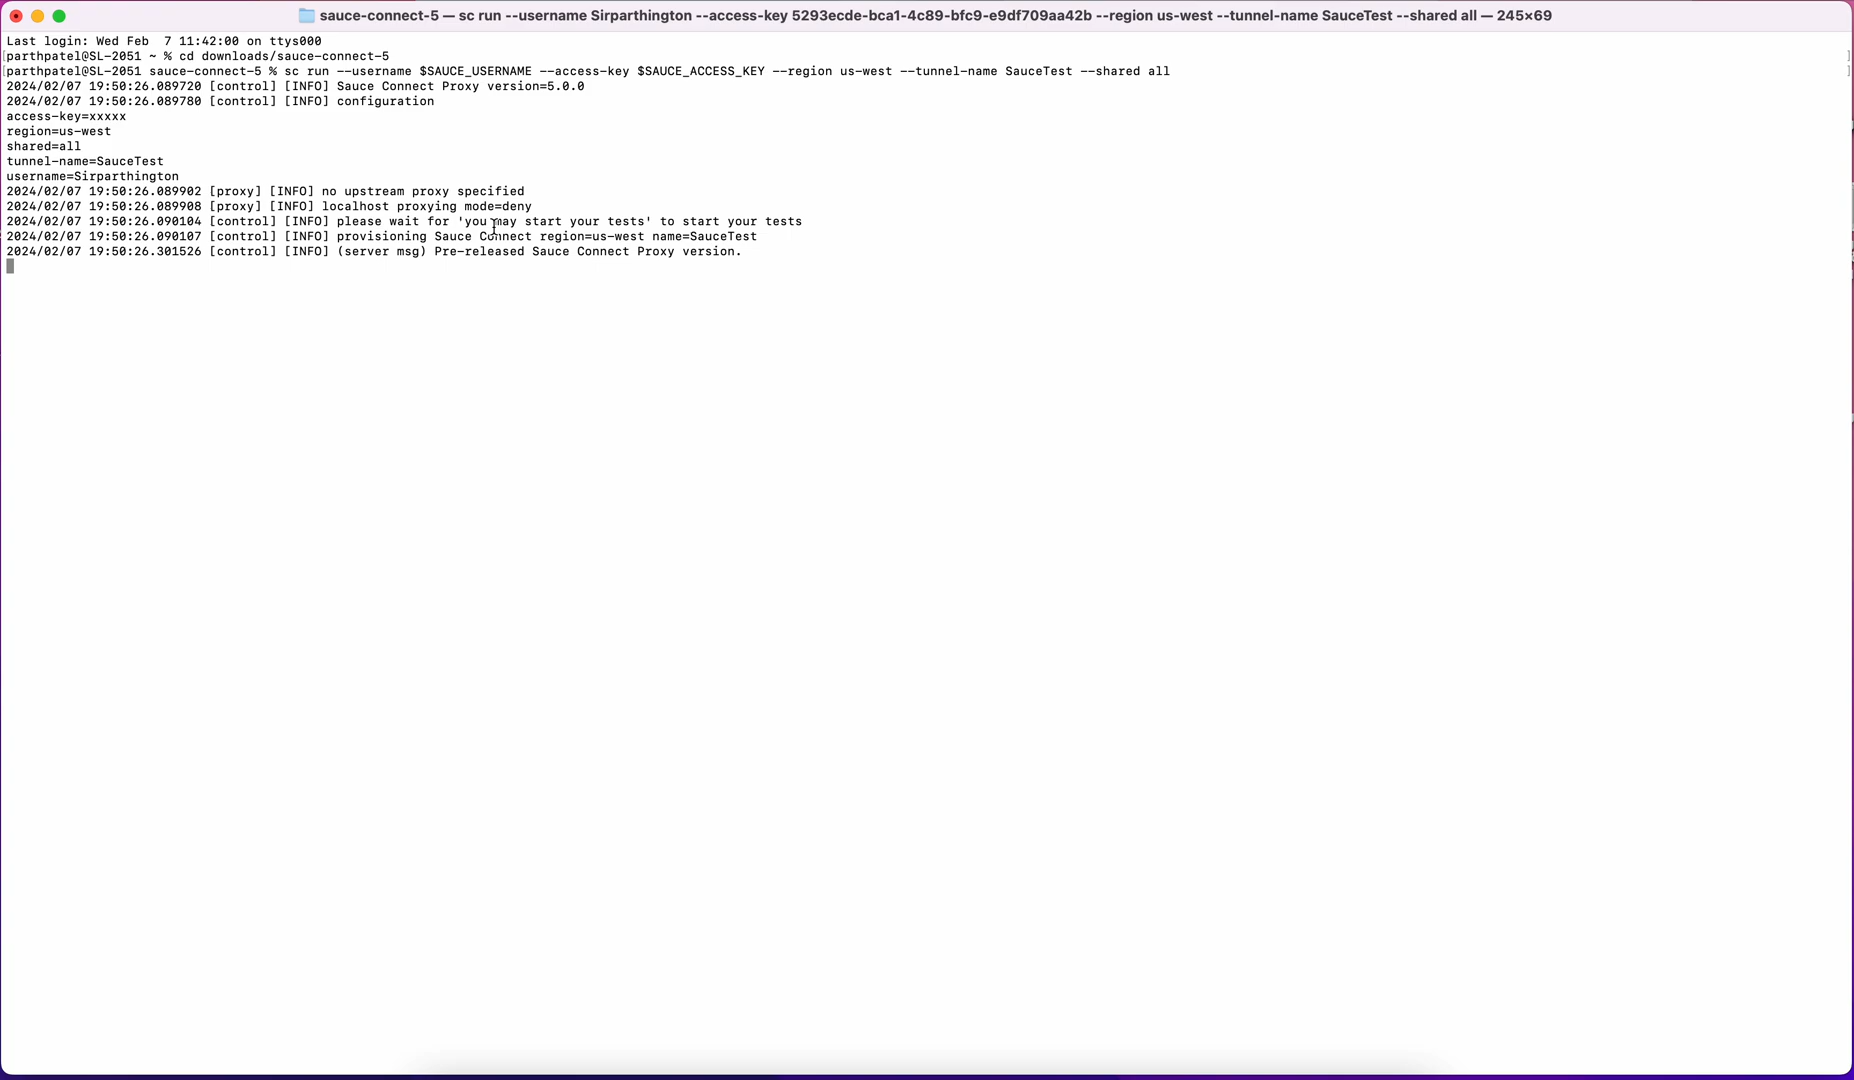 sauce-connect-5 — sc run --username Sirparthington --access-key 5293ecde-bca1-4c89-bfc9-e9df709aa42b --region us-west --tunnel-name SauceTest --shared all — 245×69
Last login: Wed Feb  7 11:42:00 on ttys000
[parthpatel@SL-2051 ~ % cd downloads/sauce-connect-5 ]
[parthpatel@SL-2051 sauce-connect-5 % sc run --username $SAUCE_USERNAME --access-key $SAUCE_ACCESS_KEY --region us-west --tunnel-name SauceTest --shared all ]
2024/02/07 19:50:26.089720 [control] [INFO] Sauce Connect Proxy version=5.0.0
2024/02/07 19:50:26.089780 [control] [INFO] configuration
access-key=xxxxx
region=us-west
shared=all
tunnel-name=SauceTest
username=Sirparthington
2024/02/07 19:50:26.089902 [proxy] [INFO] no upstream proxy specified
2024/02/07 19:50:26.089908 [proxy] [INFO] localhost proxying mode=deny
2024/02/07 19:50:26.090104 [control] [INFO] please wait for 'you may start your tests' to start your tests
2024/02/07 19:50:26.090107 [control] [INFO] provisioning Sauce Connect region=us-west name=SauceTest
2024/02/07 19:50:26.301526 [control] [INFO] (server msg) Pre-released Sauce Connect Proxy version.